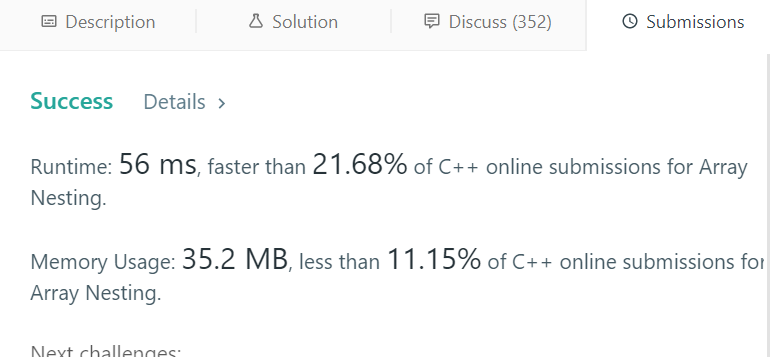 Description Solution Discuss (352) Submissions
Success Details >
Runtime: 56 ms, faster than 21.68% of C++ online submissions for Array
Nesting.
Memory Usage: 35.2 MB, less than 11.15% of C++ online submissions for
Array Nesting.
Next challenges: